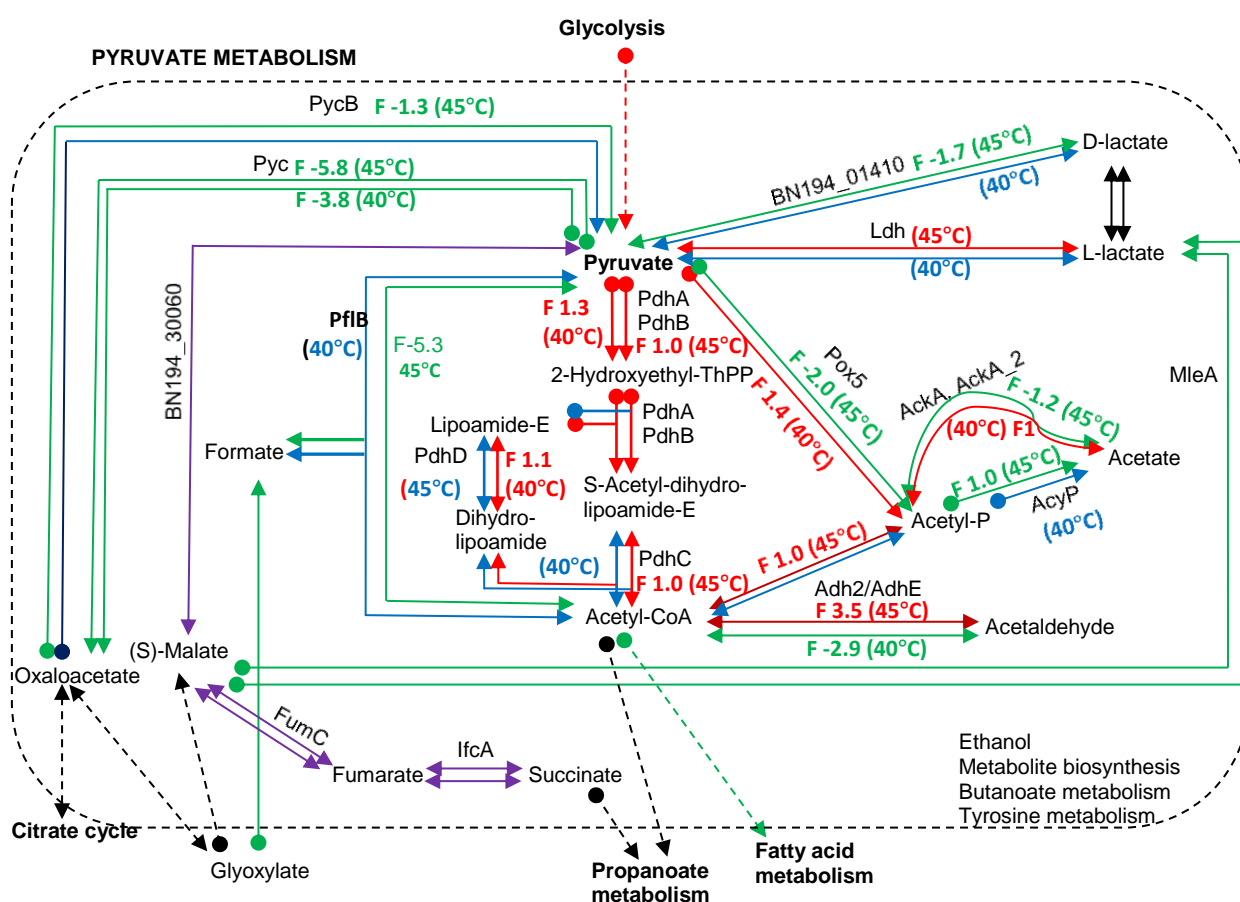 Glycolysis
PYRUVATE METABOLISM
PycB F -1.3 (45°C)
Pyc F -5.8 (45°C)
F -3.8 (40°C)
BN194_01410 F -1.7 (45°C)
(40°C)
D-lactate
Ldh (45°C)
(40°C)
L-lactate
Pyruvate
BN194_30060
PflB
(40°C)
F-5.3
45°C
F 1.3
(40°C)
PdhA
PdhB
F 1.0 (45°C)
2-Hydroxyethyl-ThPP
Pox5
F -2.0 (45°C)
F 1.4 (40°C)
AckA, AckA_2
F -1.2 (45°C)
(40°C) F1
MleA
Acetate
F 1.0 (45°C)
AcyP
(40°C)
Acetyl-P
Formate
Lipoamide-E
PdhD
(45°C)
F 1.1
(40°C)
Dihydro-
lipoamide
PdhA
PdhB
S-Acetyl-dihydro-
lipoamide-E
(40°C)
PdhC
F 1.0 (45°C)
F 1.0 (45°C)
Adh2/AdhE
F 3.5 (45°C)
F -2.9 (40°C)
Acetyl-CoA
Acetaldehyde
(S)-Malate
Oxaloacetate
FumC
IfcA
Fumarate
Succinate
Ethanol
Metabolite biosynthesis
Butanoate metabolism
Tyrosine metabolism
Citrate cycle
Glyoxylate
Propanoate
metabolism
Fatty acid
metabolism